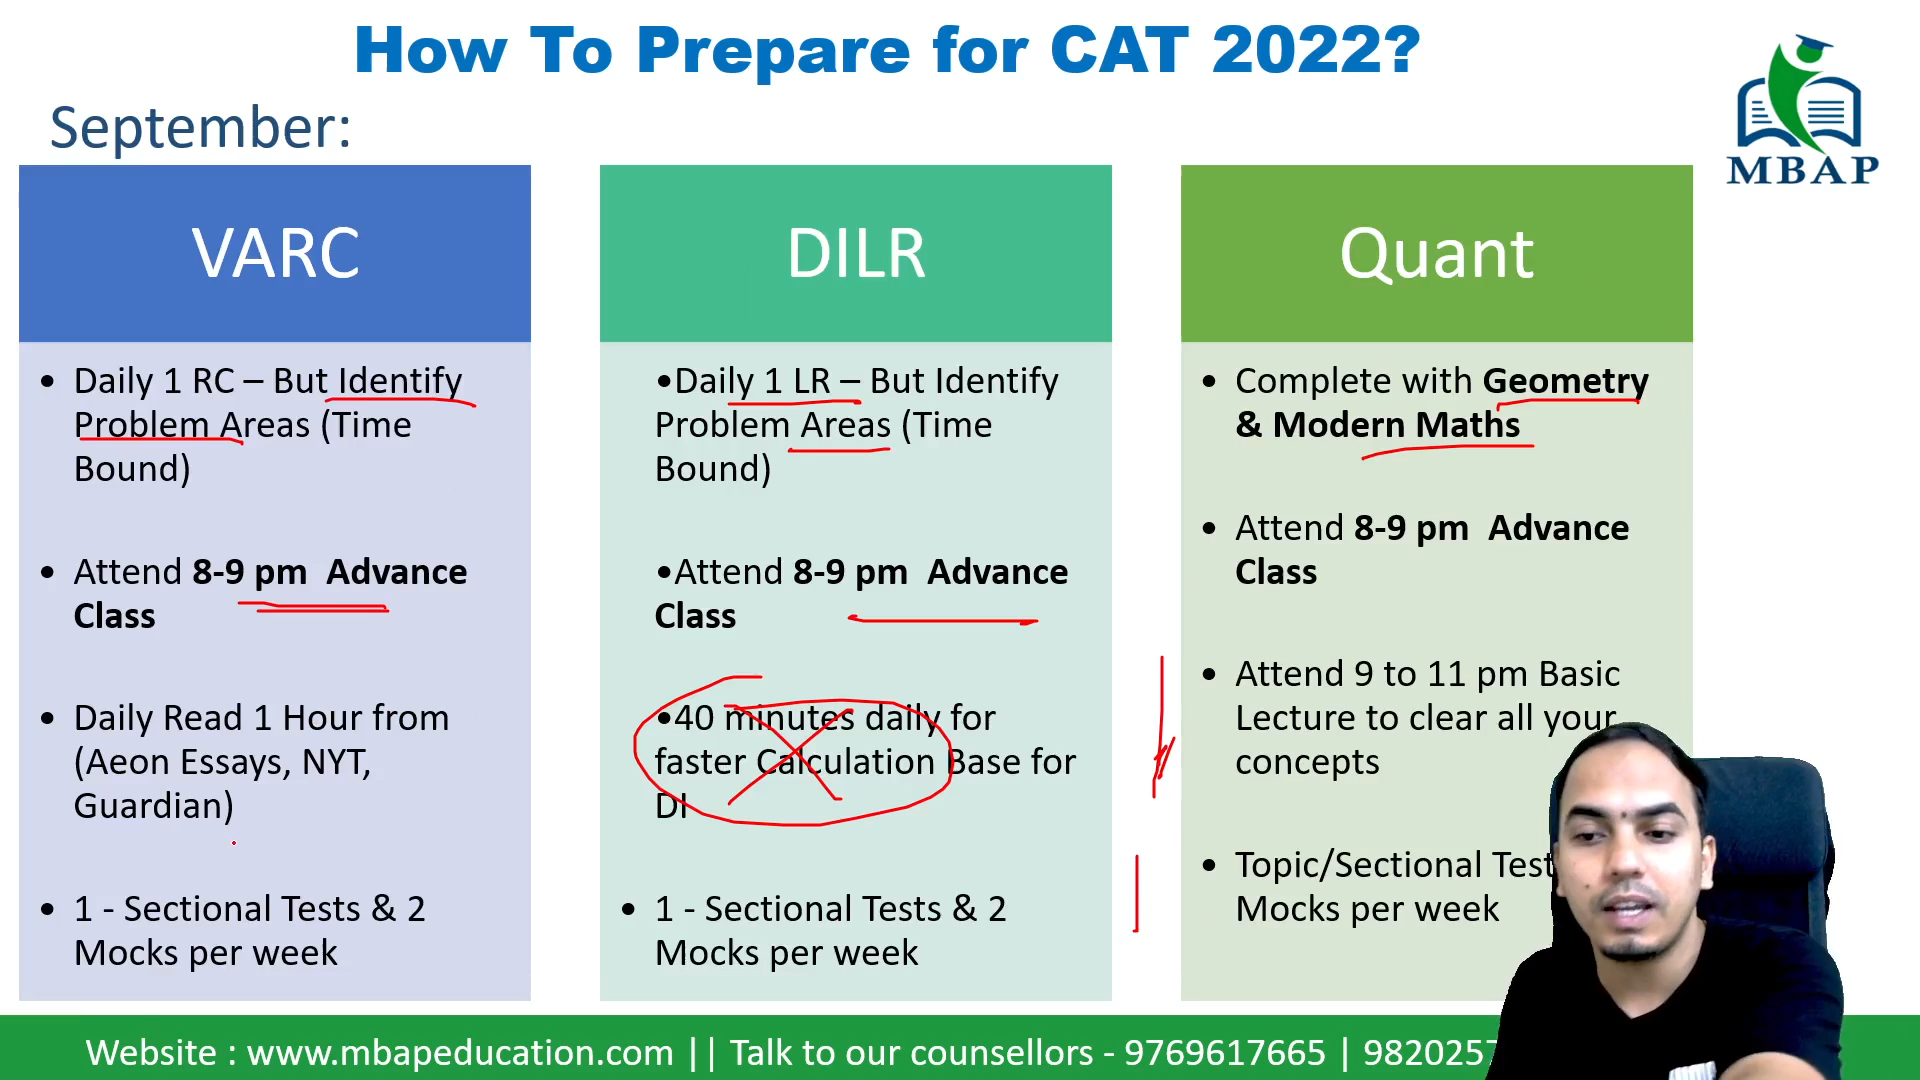 How To Prepare for CAT 2022?
September:
MBAP
VARC
• Daily 1 RC – But Identify
Problem Areas (Time
Bound)
• Attend 8-9 pm Advance
Class
• Daily Read 1 Hour from
(Aeon Essays, NYT,
Guardian)
• 1 - Sectional Tests & 2
Mocks per week
DILR
•Daily 1 LR – But Identify
Problem Areas (Time
Bound)
•Attend 8-9 pm Advance
Class
•40 minutes daily for
faster Calculation Base for
DI
• 1 - Sectional Tests & 2
Mocks per week
Quant
• Complete with Geometry
& Modern Maths
• Attend 8-9 pm Advance
Class
• Attend 9 to 11 pm Basic
Lecture to clear all your
concepts
• Topic/Sectional
Mocks per week
Website : www.mbapeducation.com || Talk to our counsellors - 9769617665 |